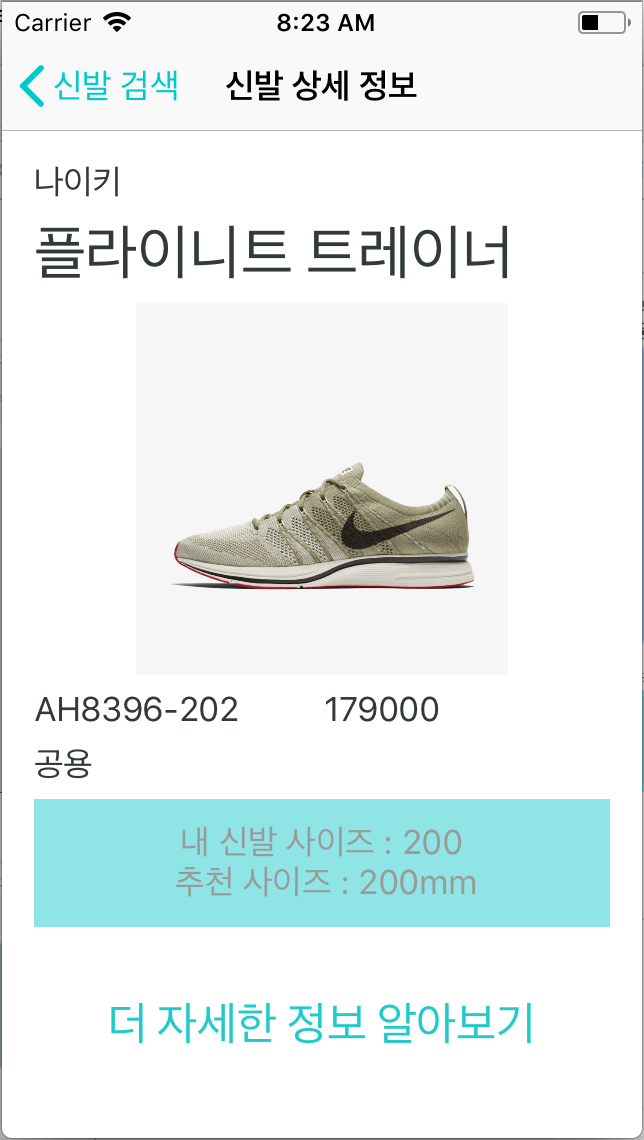 Carrier 8:23 AM
신발 검색 신발 상세 정보
나이키
플라이니트 트레이너
AH8396-202 179000
공용
내 신발 사이즈 : 200
추천 사이즈 : 200mm
더 자세한 정보 알아보기